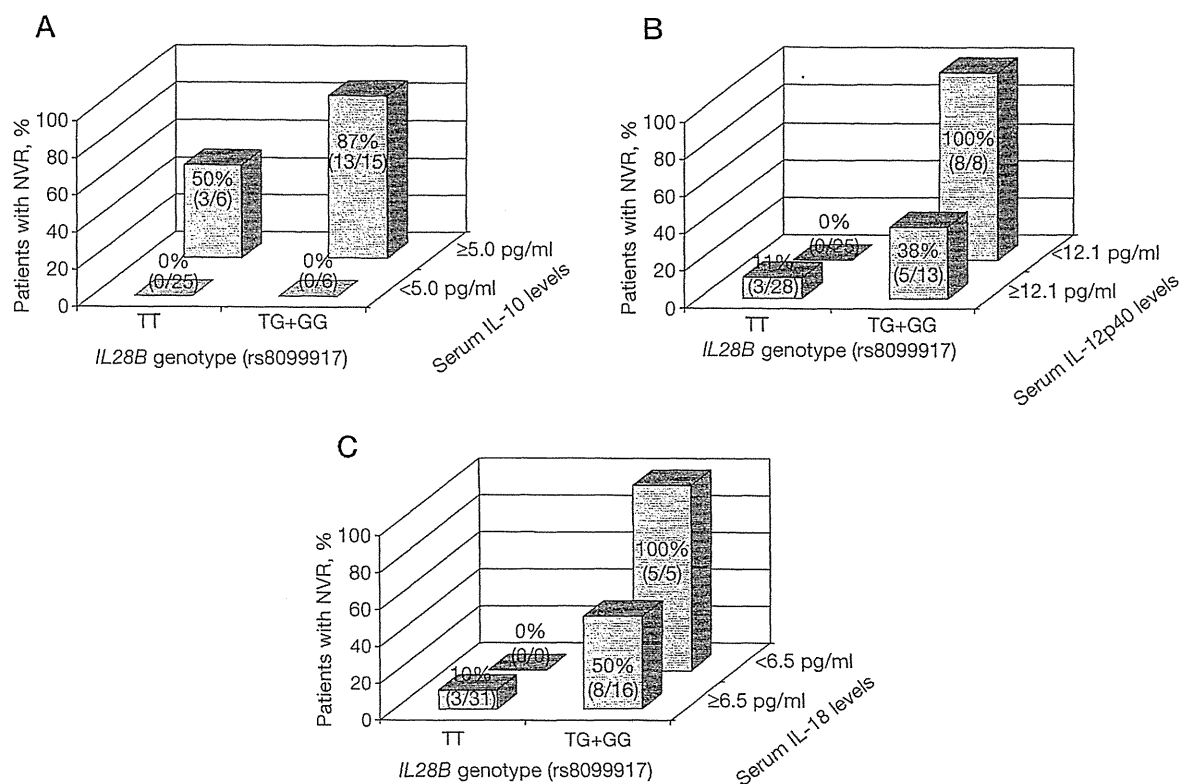 A
Patients with NVR, %
100
80
60
40
20
0
50%
(3/6)
87%
(13/15)
0%
(0/25)
0%
(0/6)
TT
TG+GG
IL28B genotype (rs8099917)
≥5.0 pg/ml
<5.0 pg/ml
Serum IL-10 levels
B
Patients with NVR, %
100
80
60
40
20
0
100%
(8/8)
0%
(0/25)
11%
(3/28)
38%
(5/13)
TT
TG+GG
IL28B genotype (rs8099917)
<12.1 pg/ml
≥12.1 pg/ml
Serum IL-12p40 levels
C
Patients with NVR, %
100
80
60
40
20
0
100%
(5/5)
0%
(0/0)
10%
(3/31)
50%
(8/16)
TT
TG+GG
IL28B genotype (rs8099917)
<6.5 pg/ml
≥6.5 pg/ml
Serum IL-18 levels